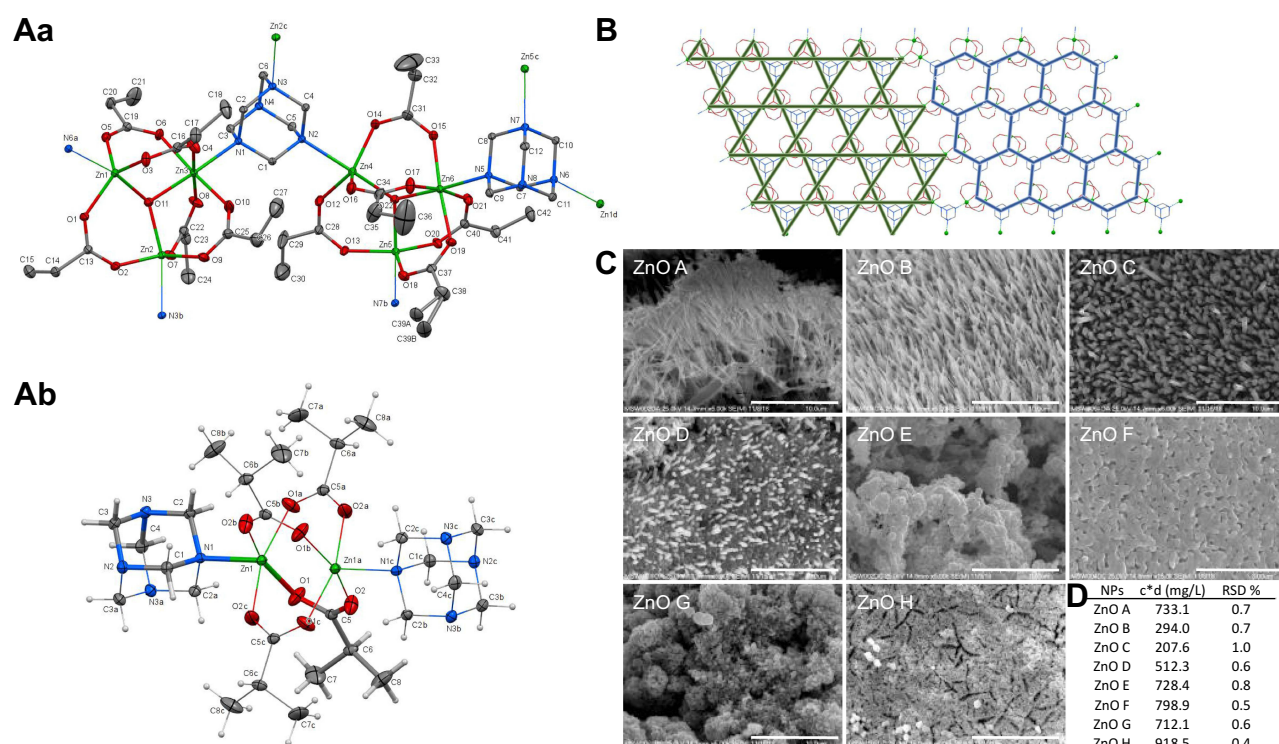 Aa
Zn2c
C6
N3
N4
C2
C4
C5
C3
N2
N1
C1
C21
C20
C19
C18
C17
C16
O5
O6
O4
O3
N6a
Zn1
Zn3
O8
O10
O11
O1
C27
C26
C25
C22
C23
C24
Zn2
O7
O9
O2
C13
C14
C15
N3b
C33
C32
C31
O14
O15
Zn4
O16
O17
C34
O22
C35
C36
Zn6
O12
C28
C29
C30
O13
Zn5
O20
O21
O19
C40
C41
C42
O18
C37
C38
C39A
C39B
N7b
Zn5c
N7
C8
C12
C10
N5
N8
N6
C9
C7
C11
Zn1d
Ab
C7a
C8a
C6a
C8b
C7b
C6b
C5b
O1a
C5a
O2a
O2b
O1b
N3
C3
C2
C4
C1
N1
N2
N3a
C2a
C3a
Zn1
Zn1a
O1
O2
O2c
O1c
C5
C5c
C6
C6c
C7
C8
C8c
C7c
C2c
N3c
C3c
C1c
N1c
N2c
C4c
C3b
C2b
N3b
B
C
ZnO A
ZnO B
ZnO C
ZnO D
ZnO E
ZnO F
ZnO G
ZnO H
D
NPs c*d (mg/L) RSD %
ZnO A 733.1 0.7
ZnO B 294.0 0.7
ZnO C 207.6 1.0
ZnO D 512.3 0.6
ZnO E 728.4 0.8
ZnO F 798.9 0.5
ZnO G 712.1 0.6
ZnO H 918.5 0.4